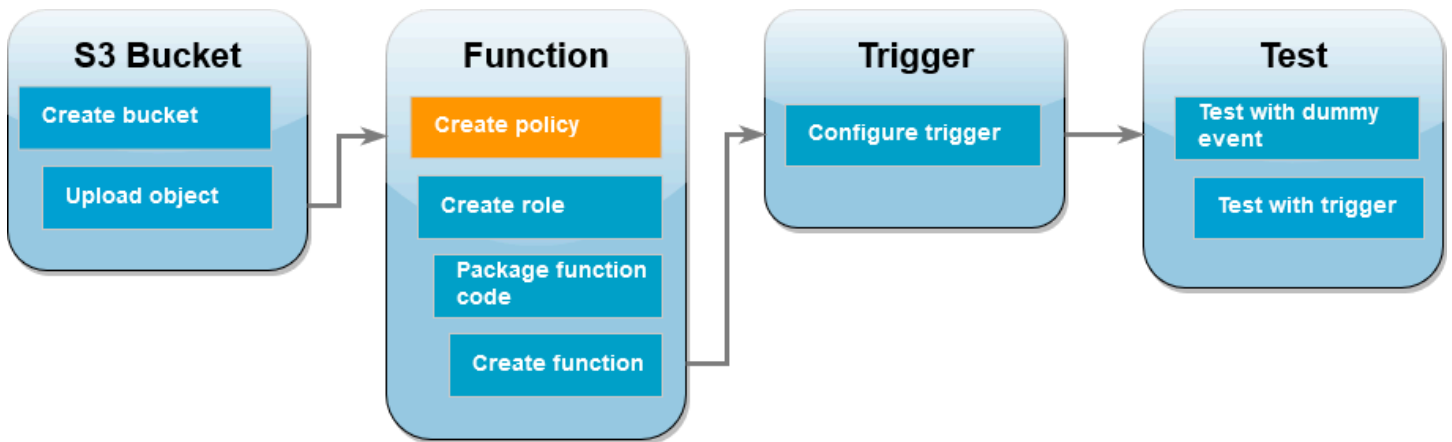 S3 Bucket
Create bucket
Upload object
Function
Create policy
Create role
Package function
code
Create function
Trigger
Configure trigger
Test
Test with dummy
event
Test with trigger